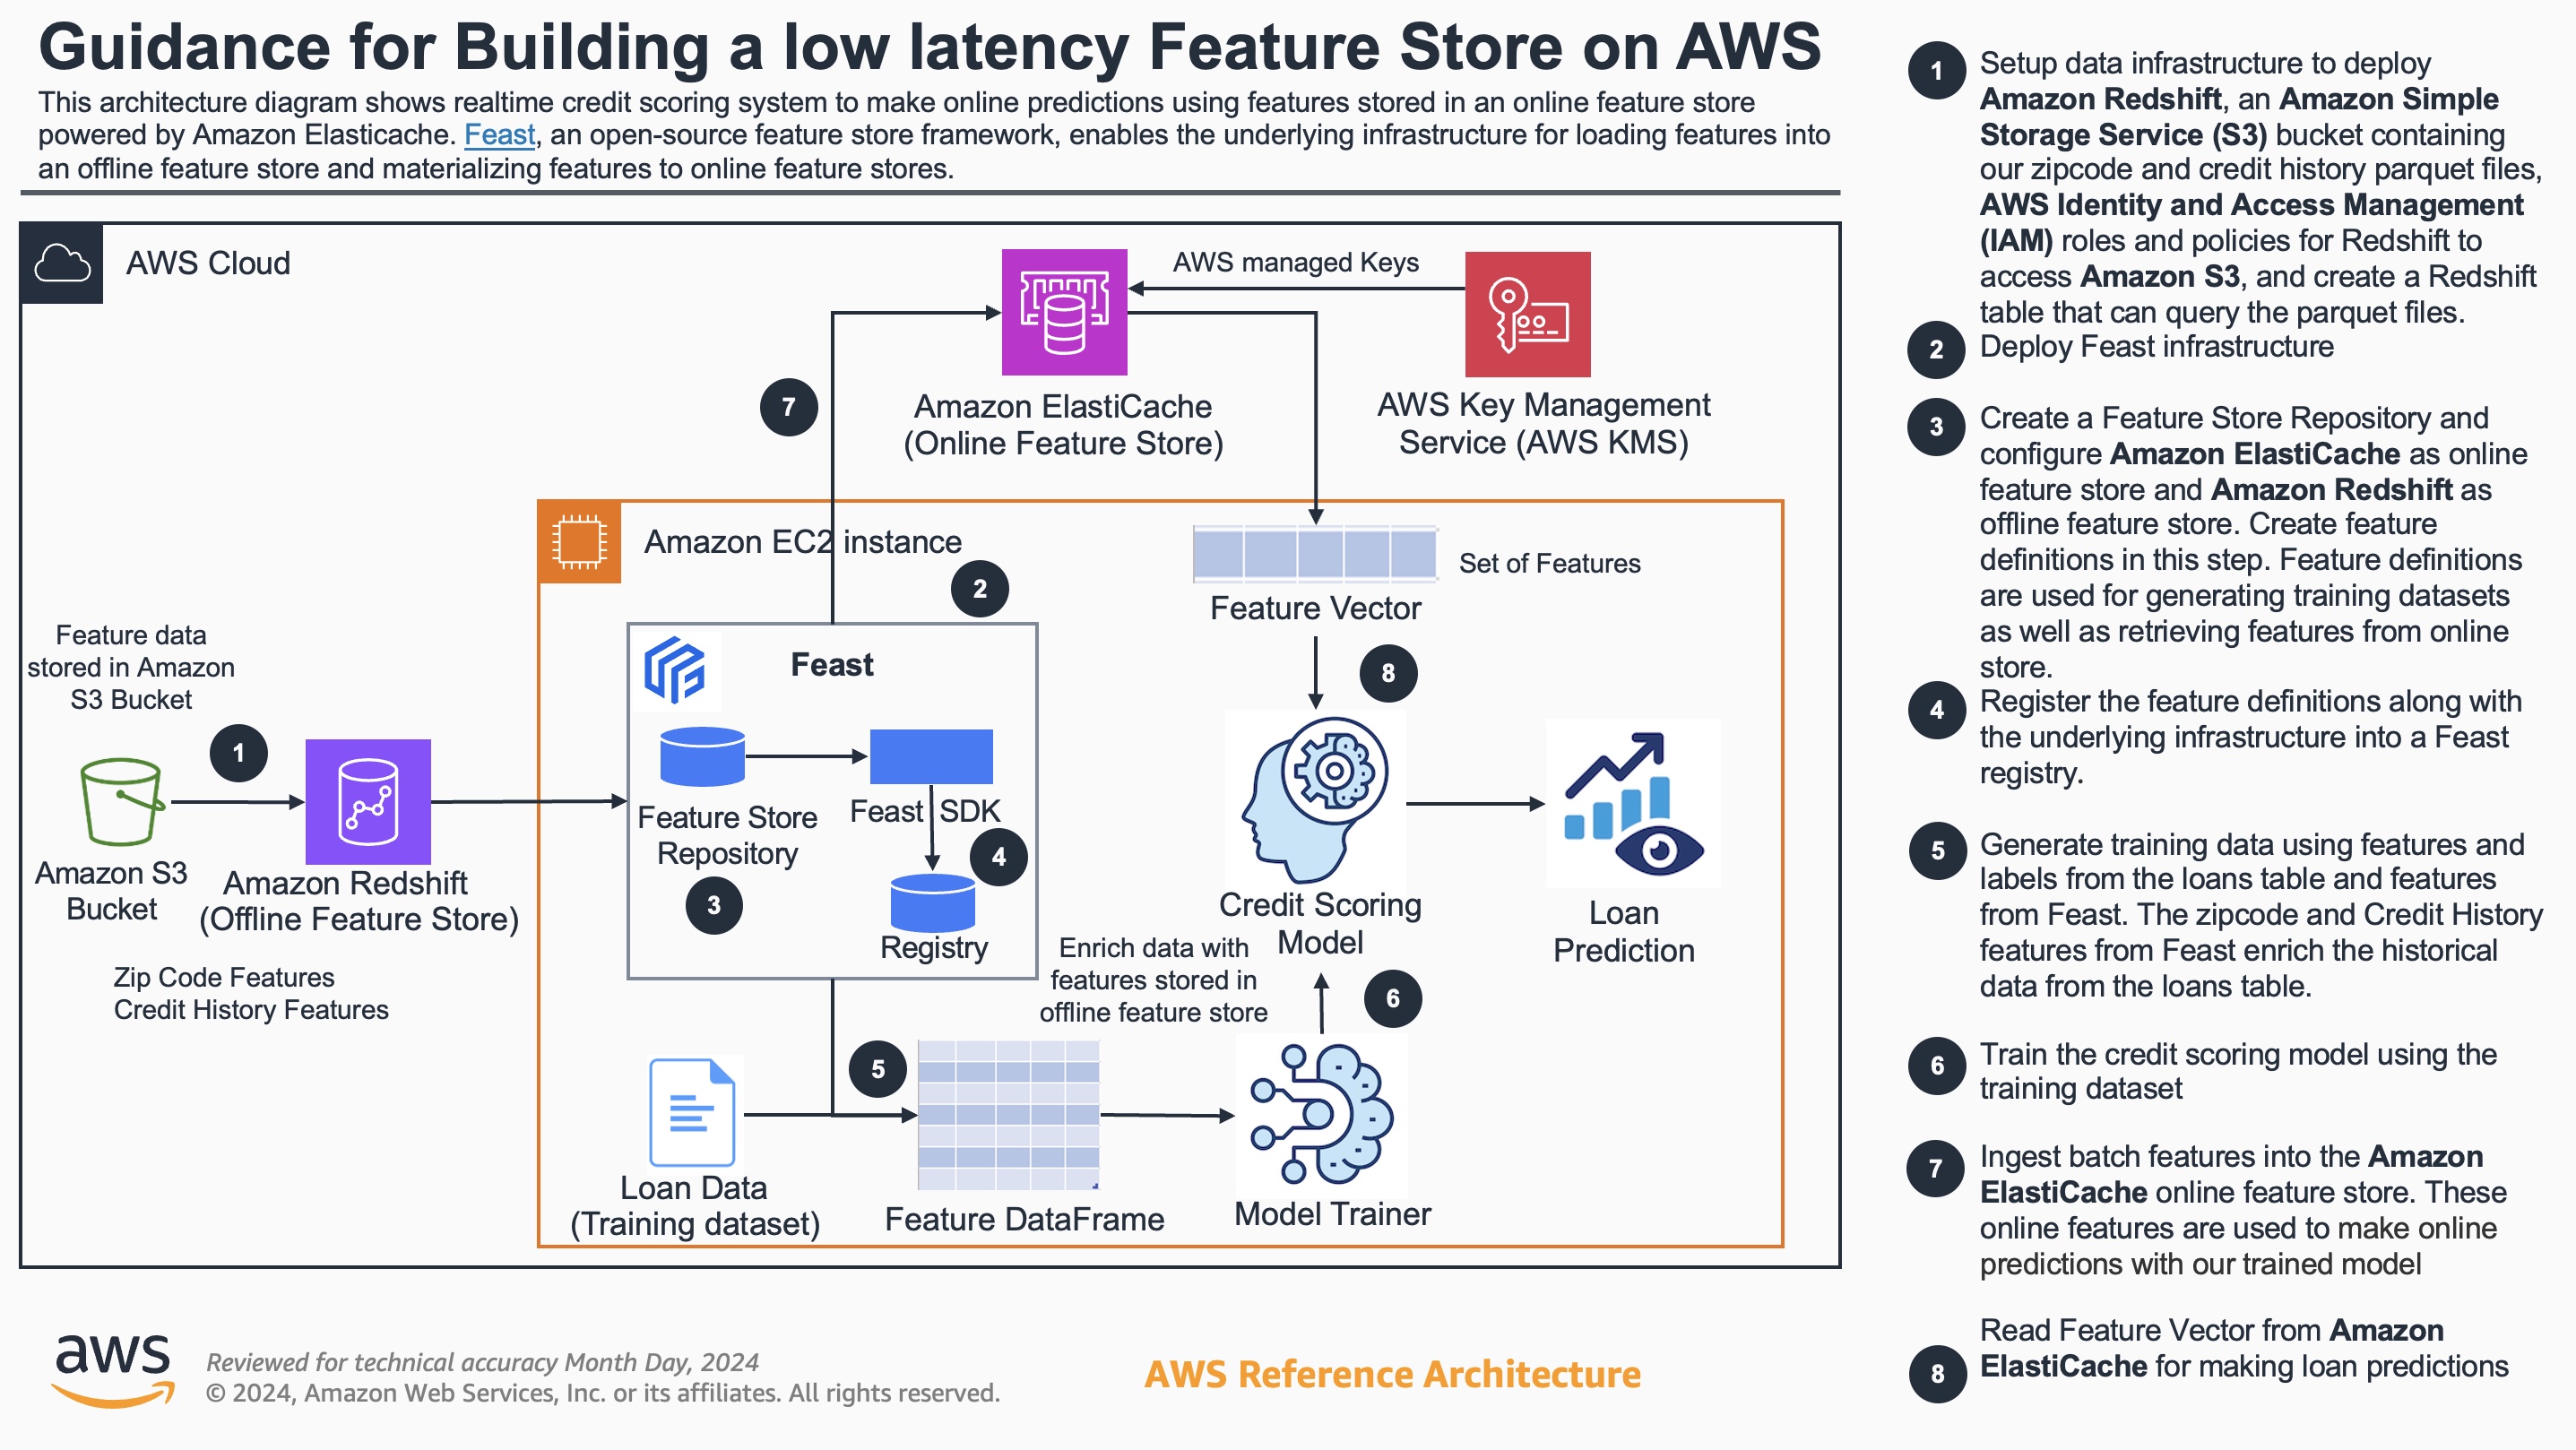 Guidance for Building a low latency Feature Store on AWS
This architecture diagram shows realtime credit scoring system to make online predictions using features stored in an online feature store
powered by Amazon Elasticache. Feast, an open-source feature store framework, enables the underlying infrastructure for loading features into
an offline feature store and materializing features to online feature stores.
AWS Cloud
AWS managed Keys
7
Amazon ElastiCache
(Online Feature Store)
AWS Key Management
Service (AWS KMS)
Amazon EC2 instance
2
Set of Features
Feature Vector
Feature data
stored in Amazon
S3 Bucket
1
Amazon S3
Bucket
Amazon Redshift
(Offline Feature Store)
Zip Code Features
Credit History Features
Feast
Feature Store
Repository
3
Feast SDK
4
Registry
8
Credit Scoring
Model
Loan
Prediction
Enrich data with
features stored in
offline feature store
6
5
Loan Data
(Training dataset)
Feature DataFrame
Model Trainer
1
Setup data infrastructure to deploy
Amazon Redshift, an Amazon Simple
Storage Service (S3) bucket containing
our zipcode and credit history parquet files,
AWS Identity and Access Management
(IAM) roles and policies for Redshift to
access Amazon S3, and create a Redshift
table that can query the parquet files.
2
Deploy Feast infrastructure
3
Create a Feature Store Repository and
configure Amazon ElastiCache as online
feature store and Amazon Redshift as
offline feature store. Create feature
definitions in this step. Feature definitions
are used for generating training datasets
as well as retrieving features from online
store.
4
Register the feature definitions along with
the underlying infrastructure into a Feast
registry.
5
Generate training data using features and
labels from the loans table and features
from Feast. The zipcode and Credit History
features from Feast enrich the historical
data from the loans table.
6
Train the credit scoring model using the
training dataset
7
Ingest batch features into the Amazon
ElastiCache online feature store. These
online features are used to make online
predictions with our trained model
8
Read Feature Vector from Amazon
ElastiCache for making loan predictions
aws
Reviewed for technical accuracy Month Day, 2024
© 2024, Amazon Web Services, Inc. or its affiliates. All rights reserved.
AWS Reference Architecture